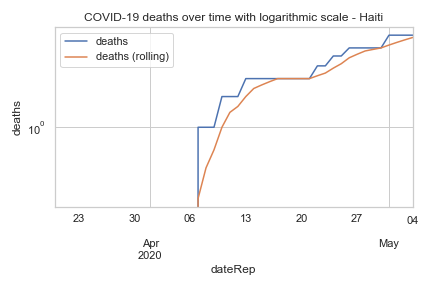 COVID-19 deaths over time with logarithmic scale - Haiti
deaths
deaths (rolling)
deaths
10⁰
23 30 06 13 20 27 04
Apr May
2020
dateRep